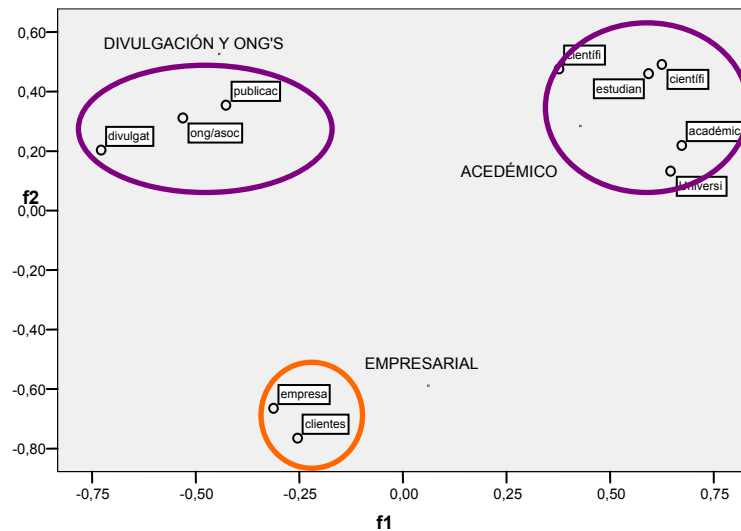 0,60
0,40
0,20
0,00
-0,20
-0,40
-0,60
-0,80
f2
DIVULGACIÓN Y ONG'S
publicac
divulgat
ong/asoc
científi
estudian
científi
académic
Universi
ACEDÉMICO
EMPRESARIAL
empresa
clientes
-0,75
-0,50
-0,25
0,00
0,25
0,50
0,75
f1